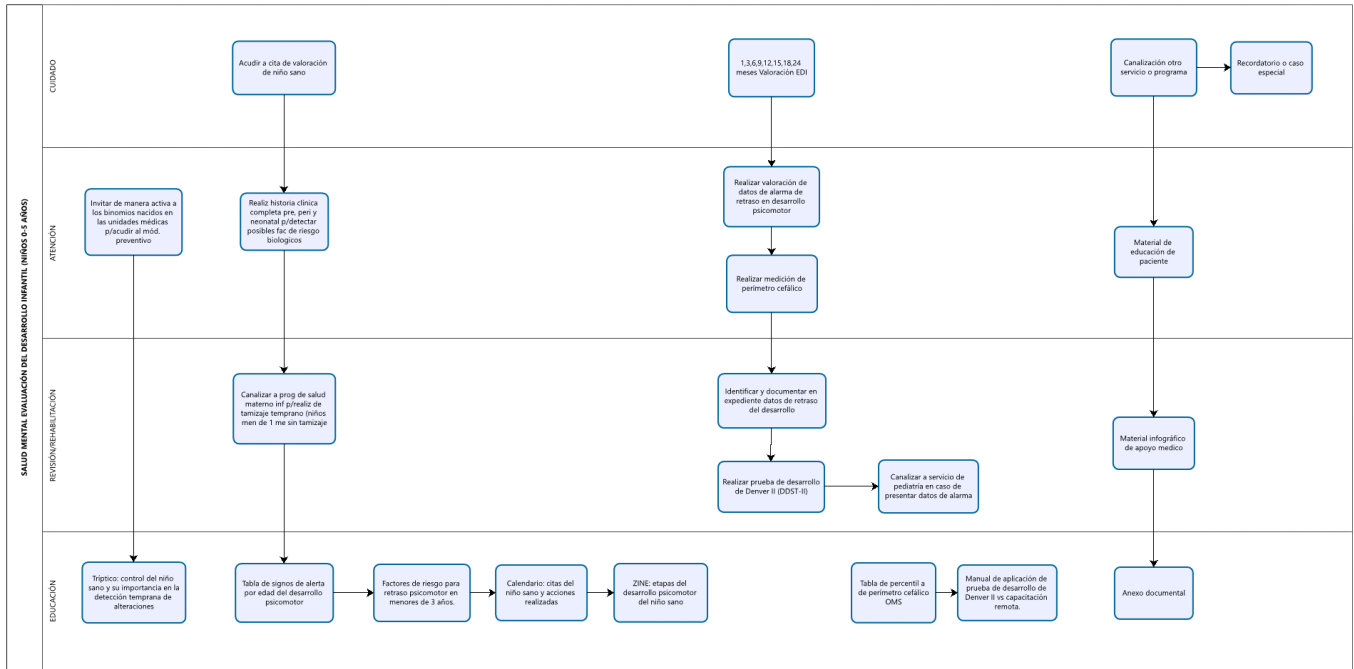 SALUD MENTAL EVALUACIÓN DEL DESARROLLO INFANTIL (NIÑOS 0-5 AÑOS)
CUIDADO
Acudir a cita de valoración
de niño sano
1,3,6,9,12,15,18,24
meses Valoración EDI
Canalización otro
servicio o programa
Recordatorio o caso
especial
ATENCIÓN
Invitar de manera activa a
los binomios nacidos en
las unidades médicas
p/acudir al mód.
preventivo
Realiz historia clínica
completa pre, peri y
neonatal p/detectar
posibles fac de riesgo
biologicos
Realizar valoración de
datos de alarma de
retraso en desarrollo
psicomotor
Realizar medición de
perímetro cefálico
Material de
educación de
paciente
REVISIÓN/REHABILITACIÓN
Canalizar a prog de salud
materno inf p/realiz de
tamizaje temprano (niños
men de 1 me sin tamizaje
Identificar y documentar en
expediente datos de retraso
del desarrollo
Realizar prueba de desarrollo
de Denver II (DDST-II)
Canalizar a servicio de
pediatría en caso de
presentar datos de alarma
Material infográfico
de apoyo medico
EDUCACIÓN
Tríptico: control del niño
sano y su importancia en la
detección temprana de
alteraciones
Tabla de signos de alerta
por edad del desarrollo
psicomotor
Factores de riesgo para
retraso psicomotor en
menores de 3 años.
Calendario: citas del
niño sano y acciones
realizadas
ZINE: etapas del
desarrollo psicomotor
del niño sano
Tabla de percentil a
de perímetro cefálico
OMS
Manual de aplicación de
prueba de desarrollo de
Denver II vs capacitación
remota.
Anexo documental